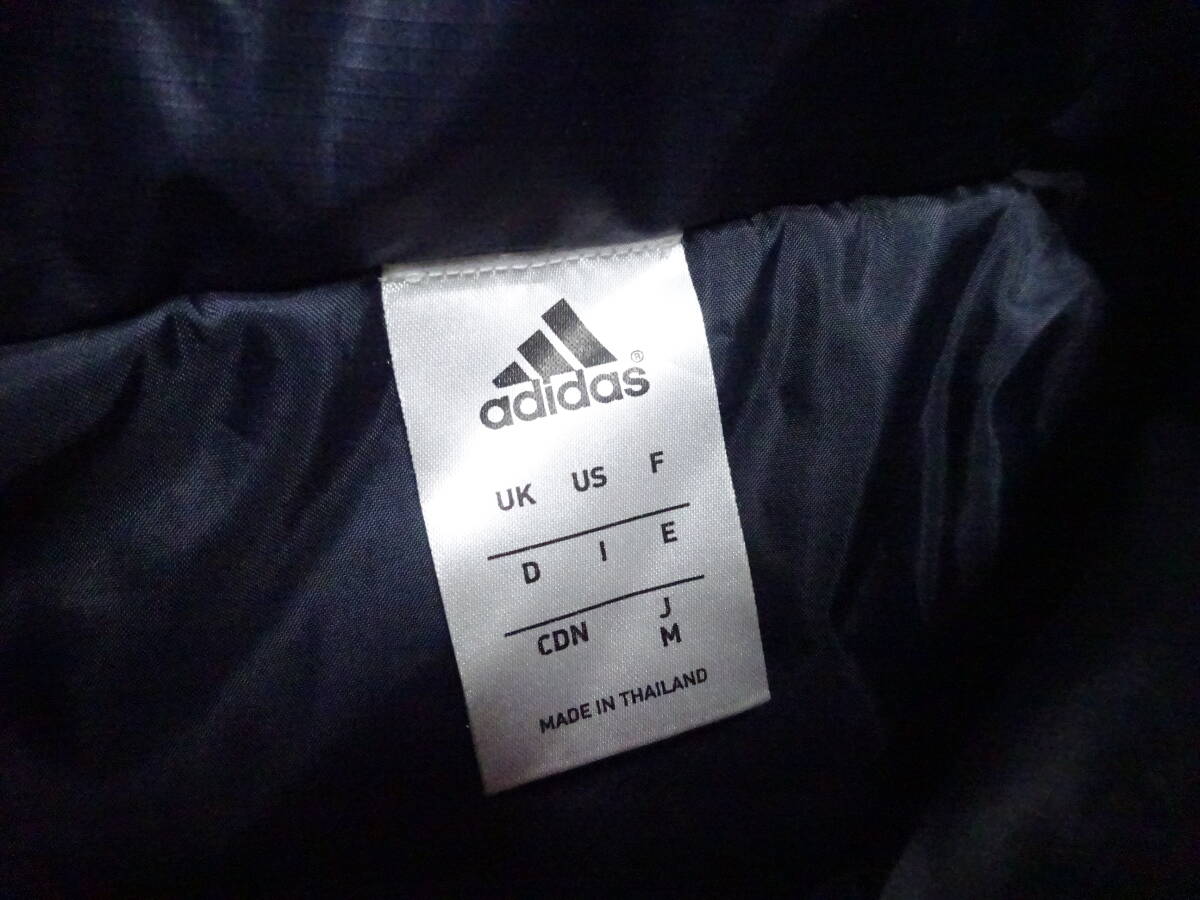 adidas®
UK US F
D I E
CDN J
M
MADE IN THAILAND